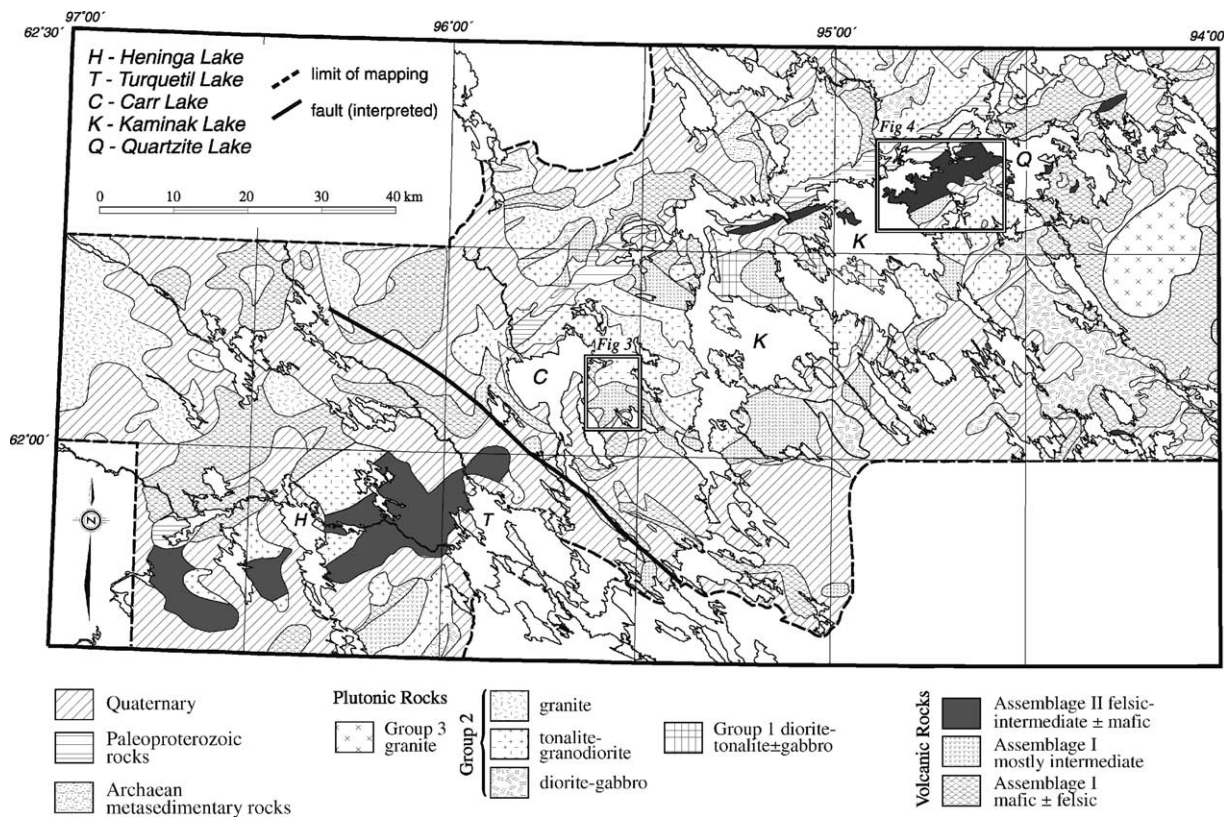 97°00´
96°00´
95°00´
94°00´
62°30´
H - Heninga Lake
T - Turquetil Lake
C - Carr Lake
K - Kaminak Lake
Q - Quartzite Lake
limit of mapping
fault (interpreted)
0 10 20 30 40 km
Fig 4
Q
K
Fig 3
K
C
62°00´
H
T
N
Quaternary
Paleoproterozoic
rocks
Archaean
metasedimentary rocks
Plutonic Rocks
Group 3
granite
Group 2
granite
tonalite-
granodiorite
diorite-gabbro
Group 1 diorite-
tonalite±gabbro
Volcanic Rocks
Assemblage II felsic-
intermediate ± mafic
Assemblage I
mostly intermediate
Assemblage I
mafic ± felsic